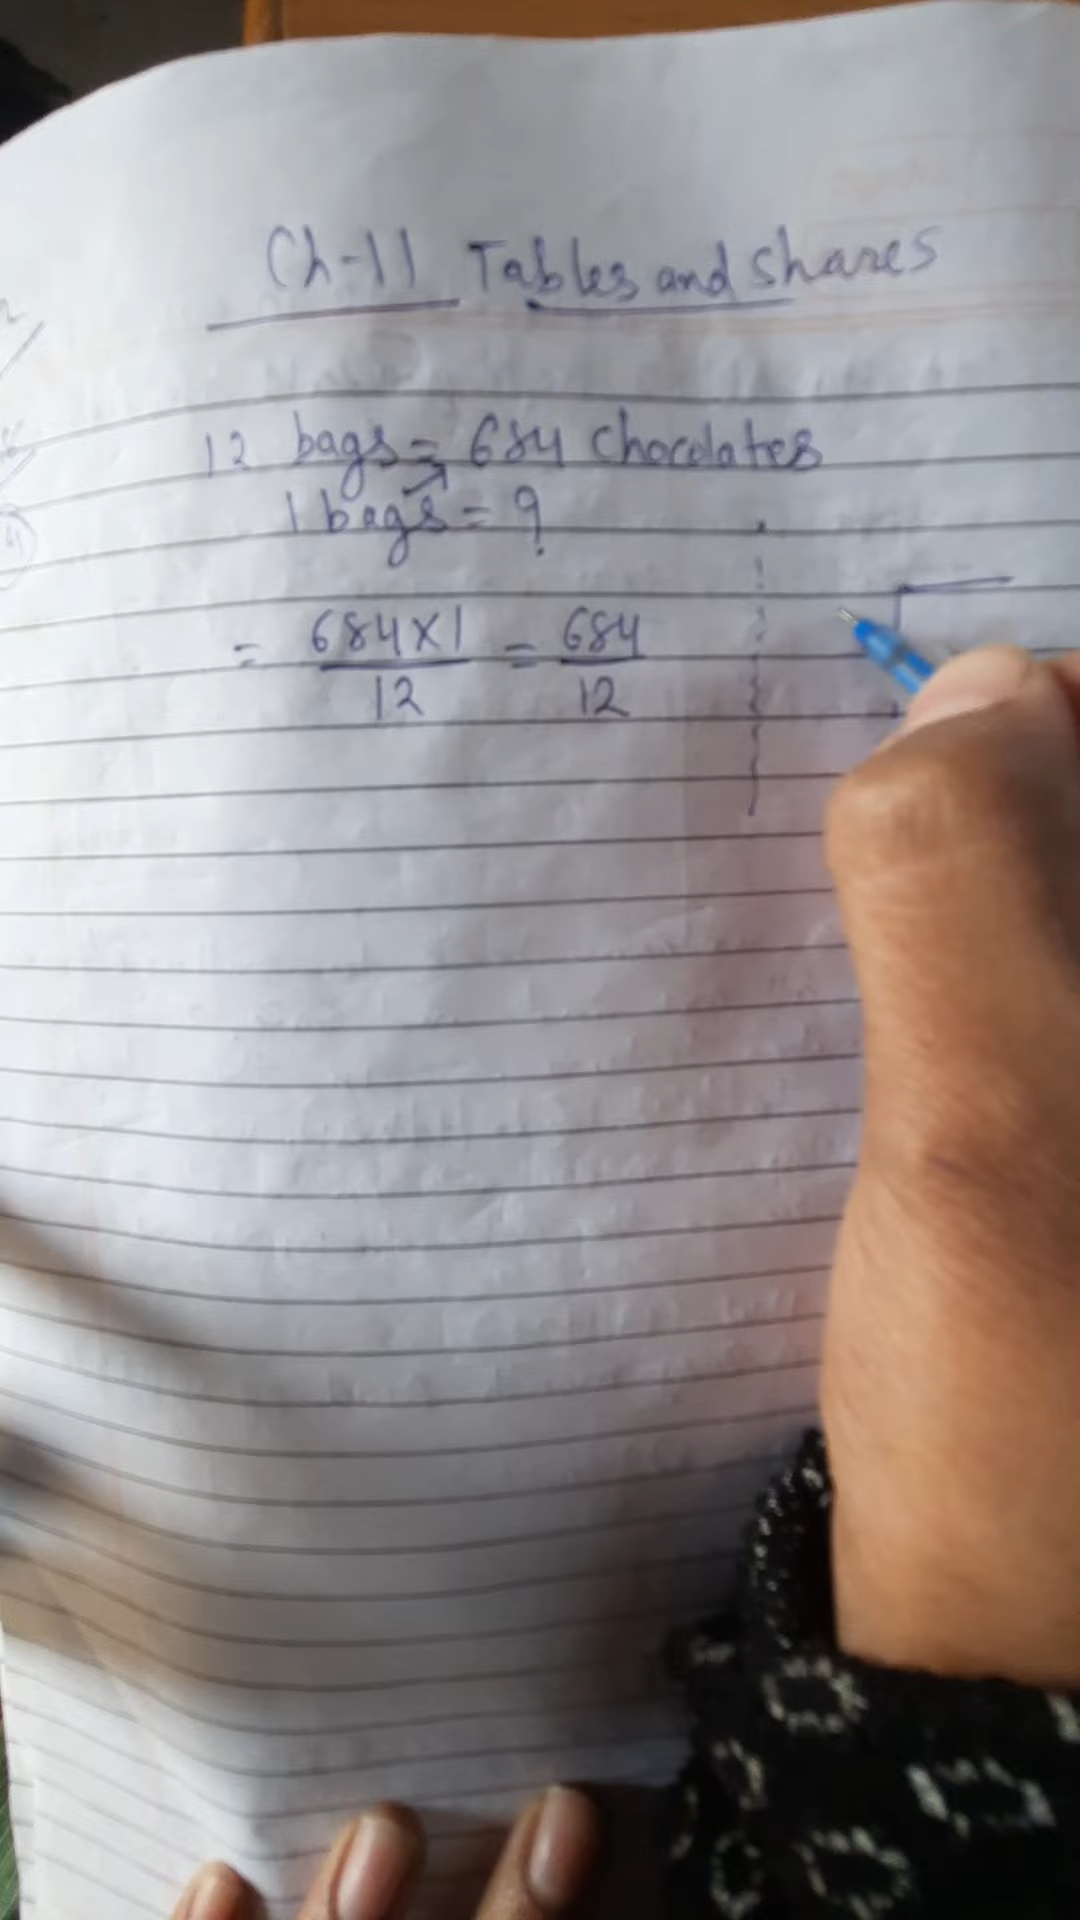 Ch-11 Tables and shares
12 bags = 684 Chocolates
1 bags = ?
= 684×1/12 = 684/12